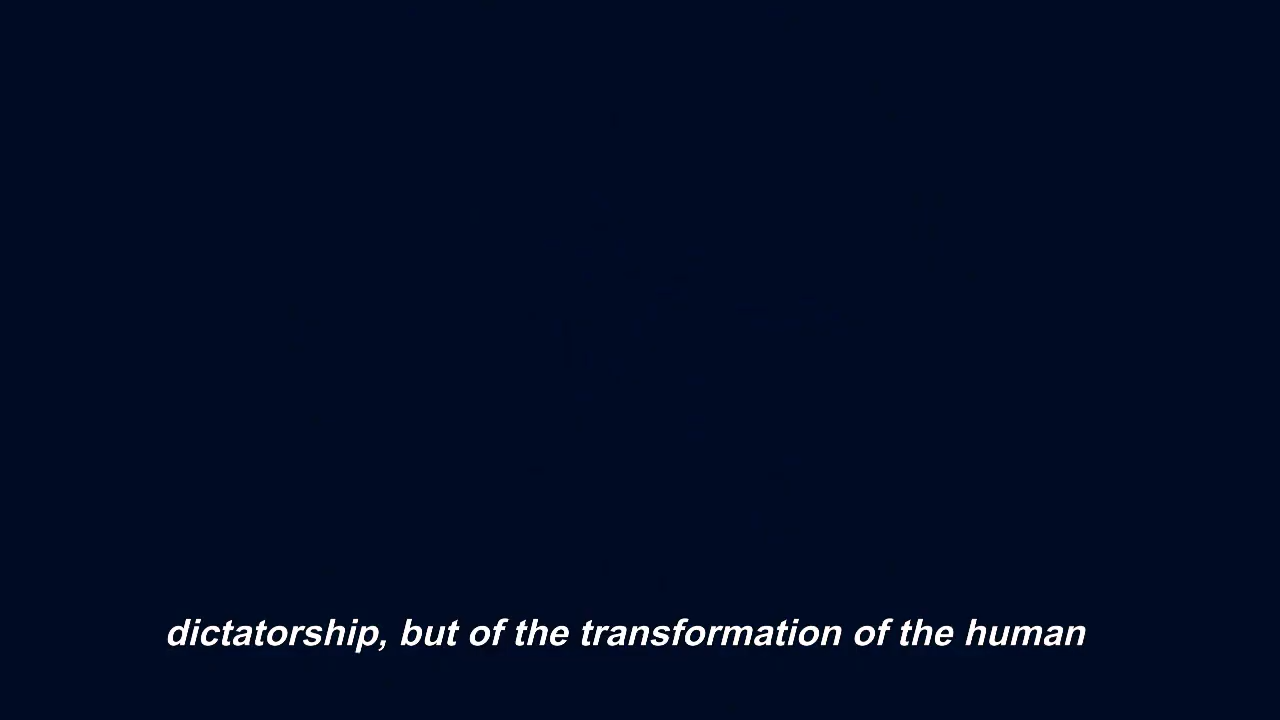 dictatorship, but of the transformation of the human